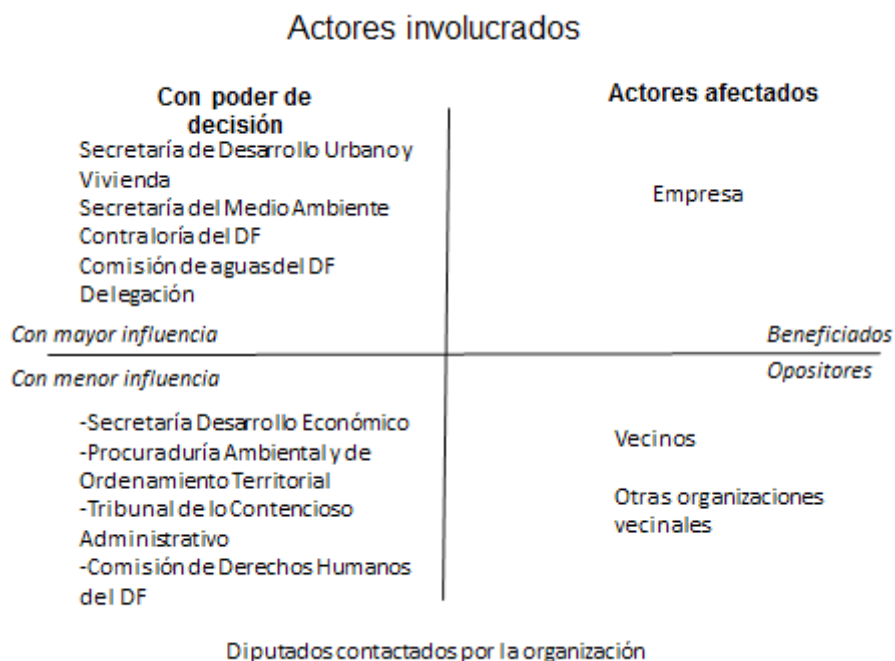 Actores involucrados
Con poder de
decisión
Secretaría de Desarrollo Urbano y
Vivienda
Secretaría del Medio Ambiente
Contraloría del DF
Comisión de aguas del DF
Delegación
Con mayor influencia
Actores afectados
Empresa
Beneficiados
Con menor influencia
-Secretaría Desarrollo Económico
-Procuraduría Ambiental y de
Ordenamiento Territorial
-Tribunal de lo Contencioso
Administrativo
-Comisión de Derechos Humanos
del DF
Opositores
Vecinos
Otras organizaciones
vecinales
Diputados contactados por la organización